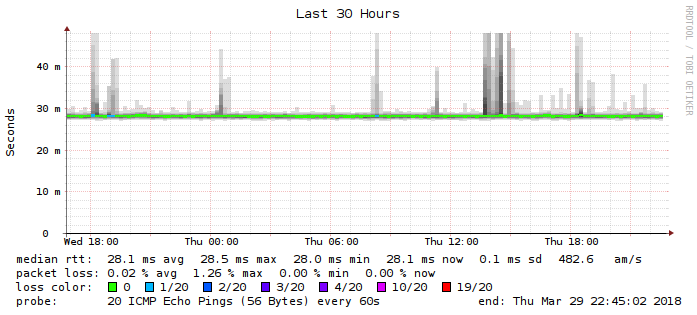 Last 30 Hours
RRDTOOL / TOBI OETIKER
Seconds
40 m
30 m
20 m
10 m
0
Wed 18:00 Thu 00:00 Thu 06:00 Thu 12:00 Thu 18:00
median rtt: 28.1 ms avg 28.5 ms max 28.0 ms min 28.1 ms now 0.1 ms sd 482.6 am/s
packet loss: 0.02 % avg 1.26 % max 0.00 % min 0.00 % now
loss color: 0 1/20 2/20 3/20 4/20 10/20 19/20
probe: 20 ICMP Echo Pings (56 Bytes) every 60s end: Thu Mar 29 22:45:02 2018